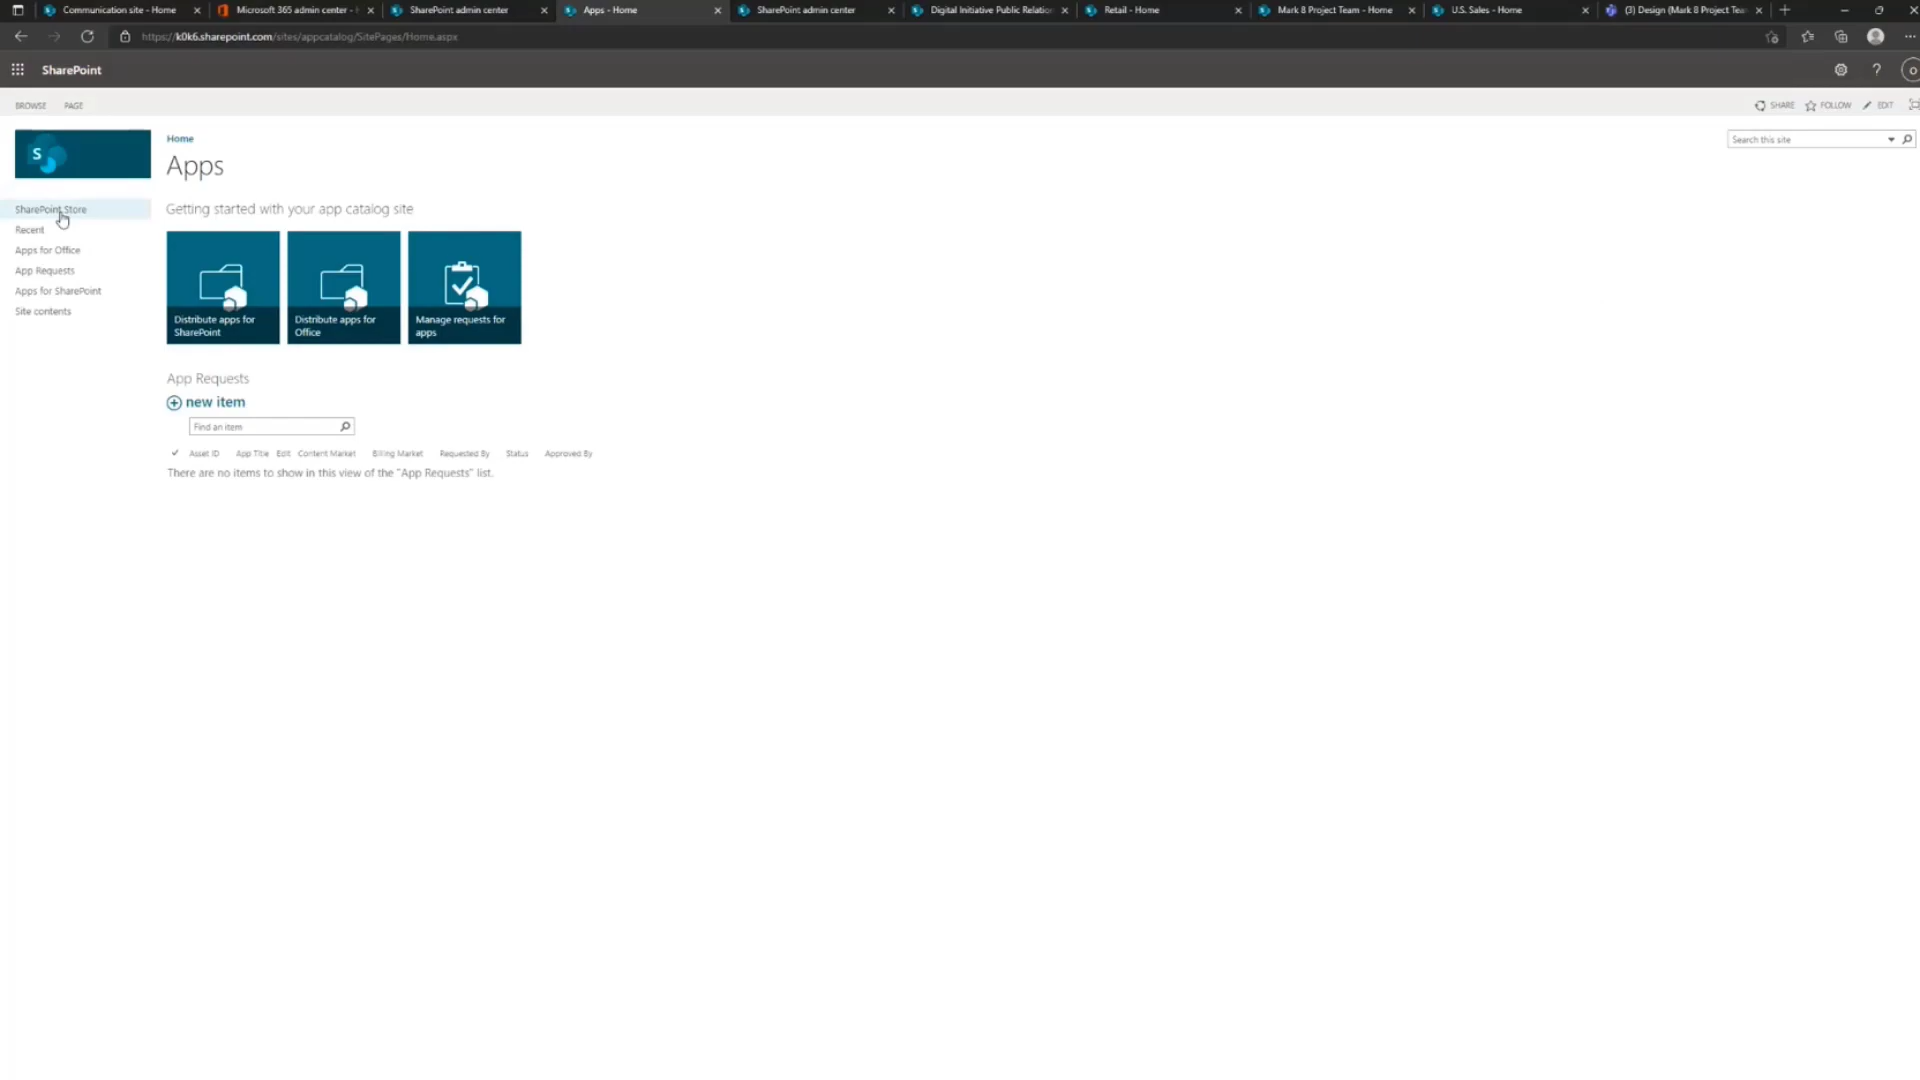 Communication site - Home
Microsoft 365 admin center -
SharePoint admin center
Apps - Home
SharePoint admin center
Digital Initiative Public Relation
Retail - Home
Mark 8 Project Team - Home
U.S. Sales - Home
(3) Design (Mark 8 Project Tea
https://k0k6.sharepoint.com/sites/appcatalog/SitePages/Home.aspx
SharePoint
?
BROWSE PAGE
SHARE FOLLOW EDIT
S
Home
Apps
Search this site
SharePoint Store
Recent
Apps for Office
App Requests
Apps for SharePoint
Site contents
Getting started with your app catalog site
Distribute apps for
SharePoint
Distribute apps for
Office
Manage requests for
apps
App Requests
new item
Find an item
Asset ID App Title Edit Content Market Billing Market Requested By Status Approved By
There are no items to show in this view of the "App Requests" list.